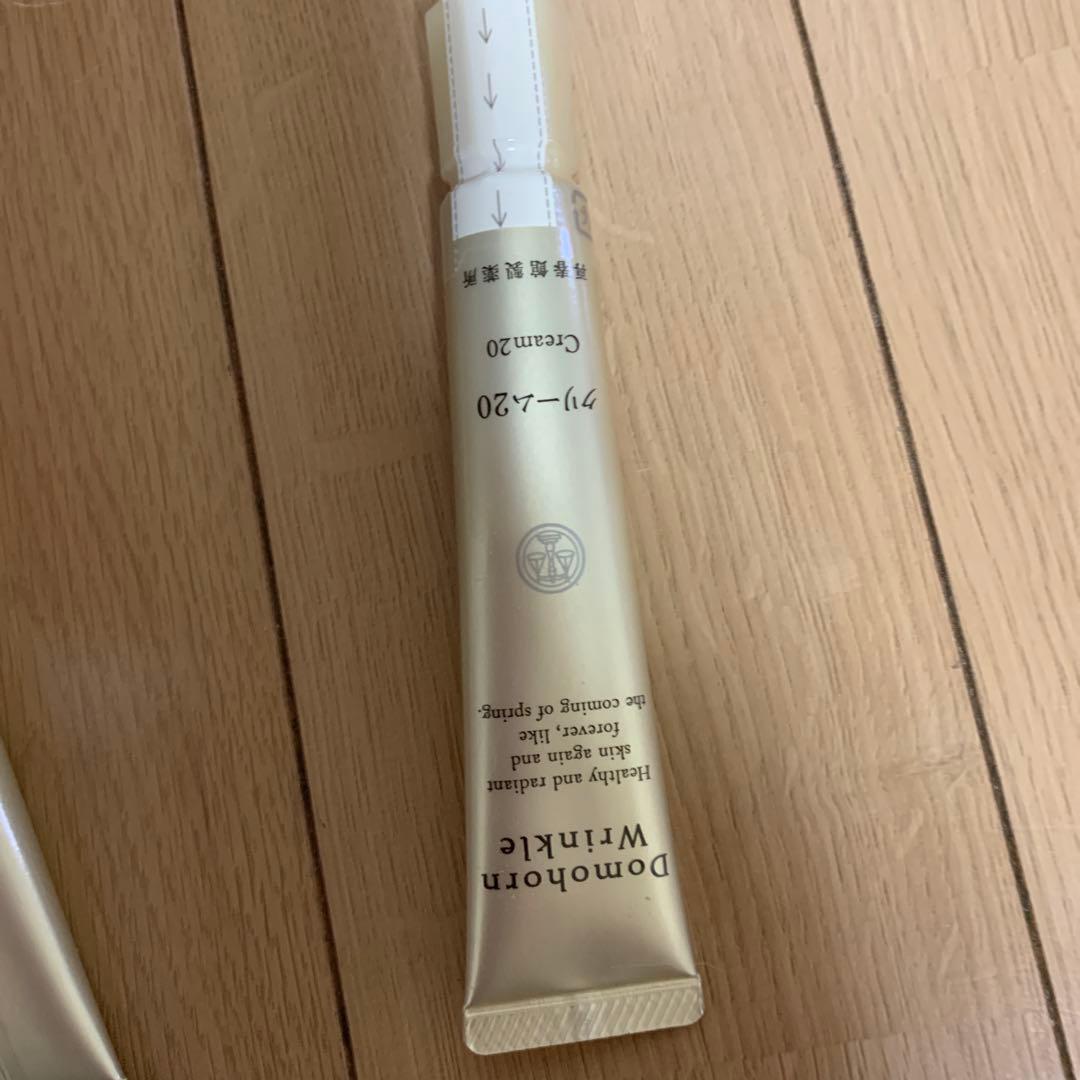 Domohorn
Wrinkle
Healthy and radiant
skin again and
forever, like
the coming of spring.
クリーム20
Cream20
再春館製薬所